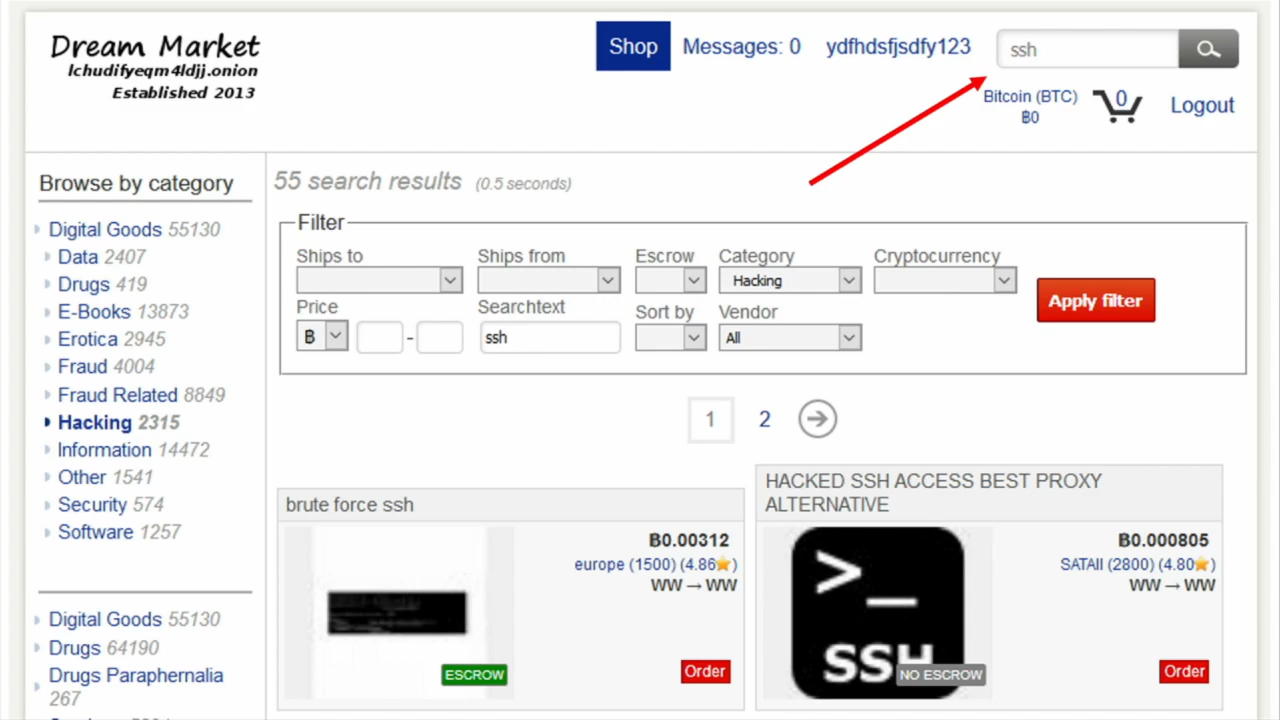 Dream Market
lchudifyeqm4ldjj.onion
Established 2013
Shop
Messages: 0
ydfhdsfjsdfy123
ssh
Bitcoin (BTC)
฿0
0
Logout
Browse by category
Digital Goods 55130
Data 2407
Drugs 419
E-Books 13873
Erotica 2945
Fraud 4004
Fraud Related 8849
Hacking 2315
Information 14472
Other 1541
Security 574
Software 1257
Digital Goods 55130
Drugs 64190
Drugs Paraphernalia
267
55 search results (0.5 seconds)
Filter
Ships to
Ships from
Escrow
Category
Cryptocurrency
Hacking
Apply filter
Price
Searchtext
Sort by
Vendor
฿
-
ssh
All
1
2
brute force ssh
฿0.00312
europe (1500) (4.86⭐)
WW → WW
ESCROW
Order
HACKED SSH ACCESS BEST PROXY
ALTERNATIVE
>_
SSH
฿0.000805
SATAII (2800) (4.80⭐)
WW → WW
NO ESCROW
Order